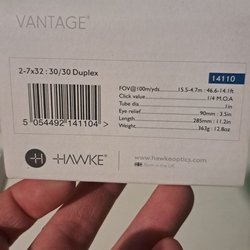 VANTAGE®
2-7x32 : 30/30 Duplex
14110
FOV@100m/yds 15.5-4.7m : 46.6-14.1ft
Click value 1/4 M.O.A
Tube dia 1in
Eye relief 90mm : 3.5in
Length 285mm : 11.2in
Weight 363g : 12.8oz
5 054492 141104 >
HAWKE®
www.hawkeoptics.com